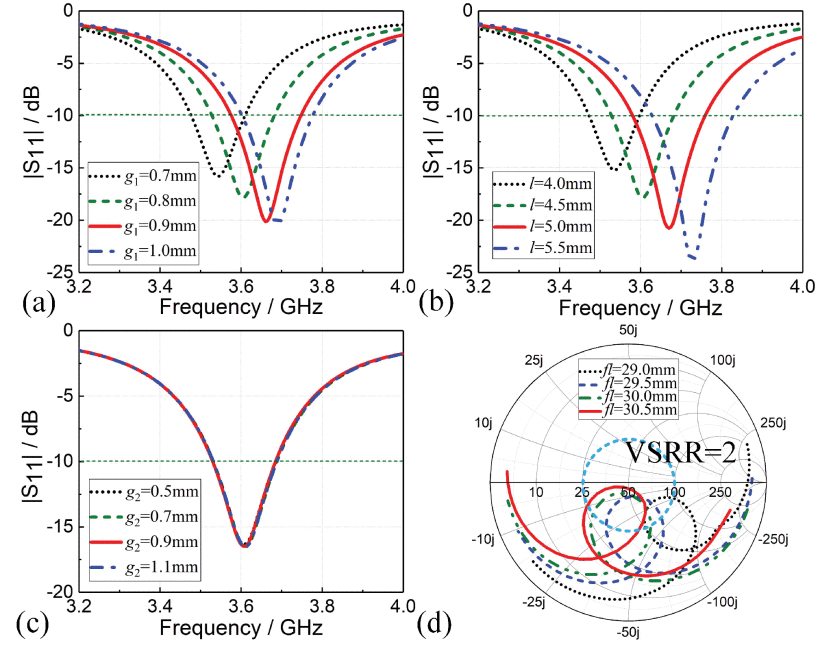 0
-5
-10
-15
-20
-25
|S11| / dB
g1=0.7mm
g1=0.8mm
g1=0.9mm
g1=1.0mm
3.2 3.4 3.6 3.8 4.0
Frequency / GHz
(a)
0
-5
-10
-15
-20
-25
|S11| / dB
l=4.0mm
l=4.5mm
l=5.0mm
l=5.5mm
3.2 3.4 3.6 3.8 4.0
Frequency / GHz
(b)
0
-5
-10
-15
-20
|S11| / dB
g2=0.5mm
g2=0.7mm
g2=0.9mm
g2=1.1mm
3.2 3.4 3.6 3.8 4.0
Frequency / GHz
(c)
50j
25j 100j
fl=29.0mm
fl=29.5mm
fl=30.0mm
fl=30.5mm
10j 250j
VSRR=2
10 25 50 100 250
-10j -250j
-25j -100j
-50j
(d)